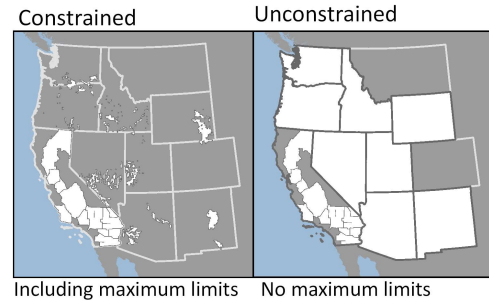 Constrained
Unconstrained
Including maximum limits
No maximum limits